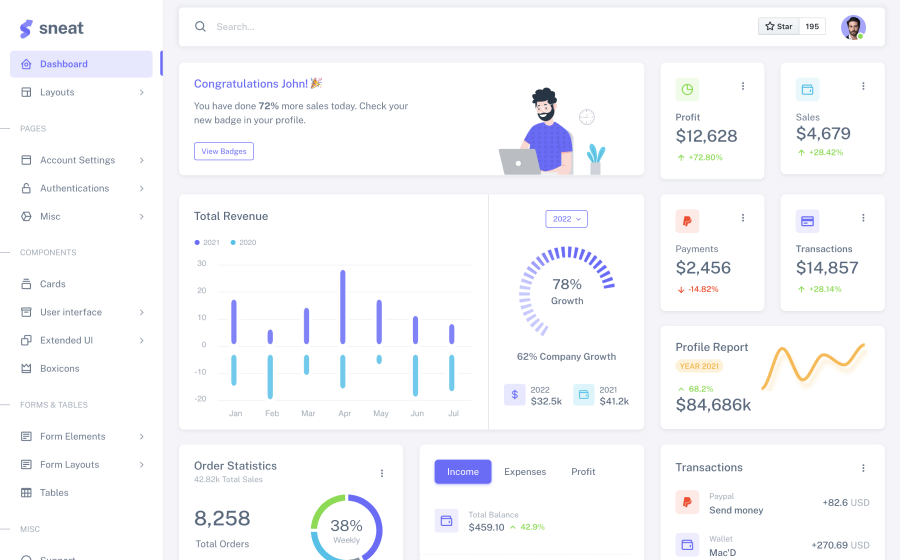 sneat
Search...
Star
195
Dashboard
Layouts
PAGES
Account Settings
Authentications
Misc
COMPONENTS
Cards
User interface
Extended UI
Boxicons
FORMS & TABLES
Form Elements
Form Layouts
Tables
MISC
Support
Congratulations John!🎉
You have done 72% more sales today. Check your
new badge in your profile.
View Badges
Profit
$12,628
+72.80%
Sales
$4,679
+28.42%
Total Revenue
2021
2020
30
20
10
0
-10
-20
Jan
Feb
Mar
Apr
May
Jun
Jul
2022
78%
Growth
62% Company Growth
$
2022
$32.5k
2021
$41.2k
Payments
$2,456
-14.82%
Transactions
$14,857
+28.14%
Profile Report
YEAR 2021
68.2%
$84,686k
Order Statistics
42.82k Total Sales
8,258
Total Orders
38%
Weekly
Income
Expenses
Profit
Total Balance
$459.10
42.9%
Transactions
Paypal
Send money
+82.6 USD
Wallet
Mac'D
+270.69 USD